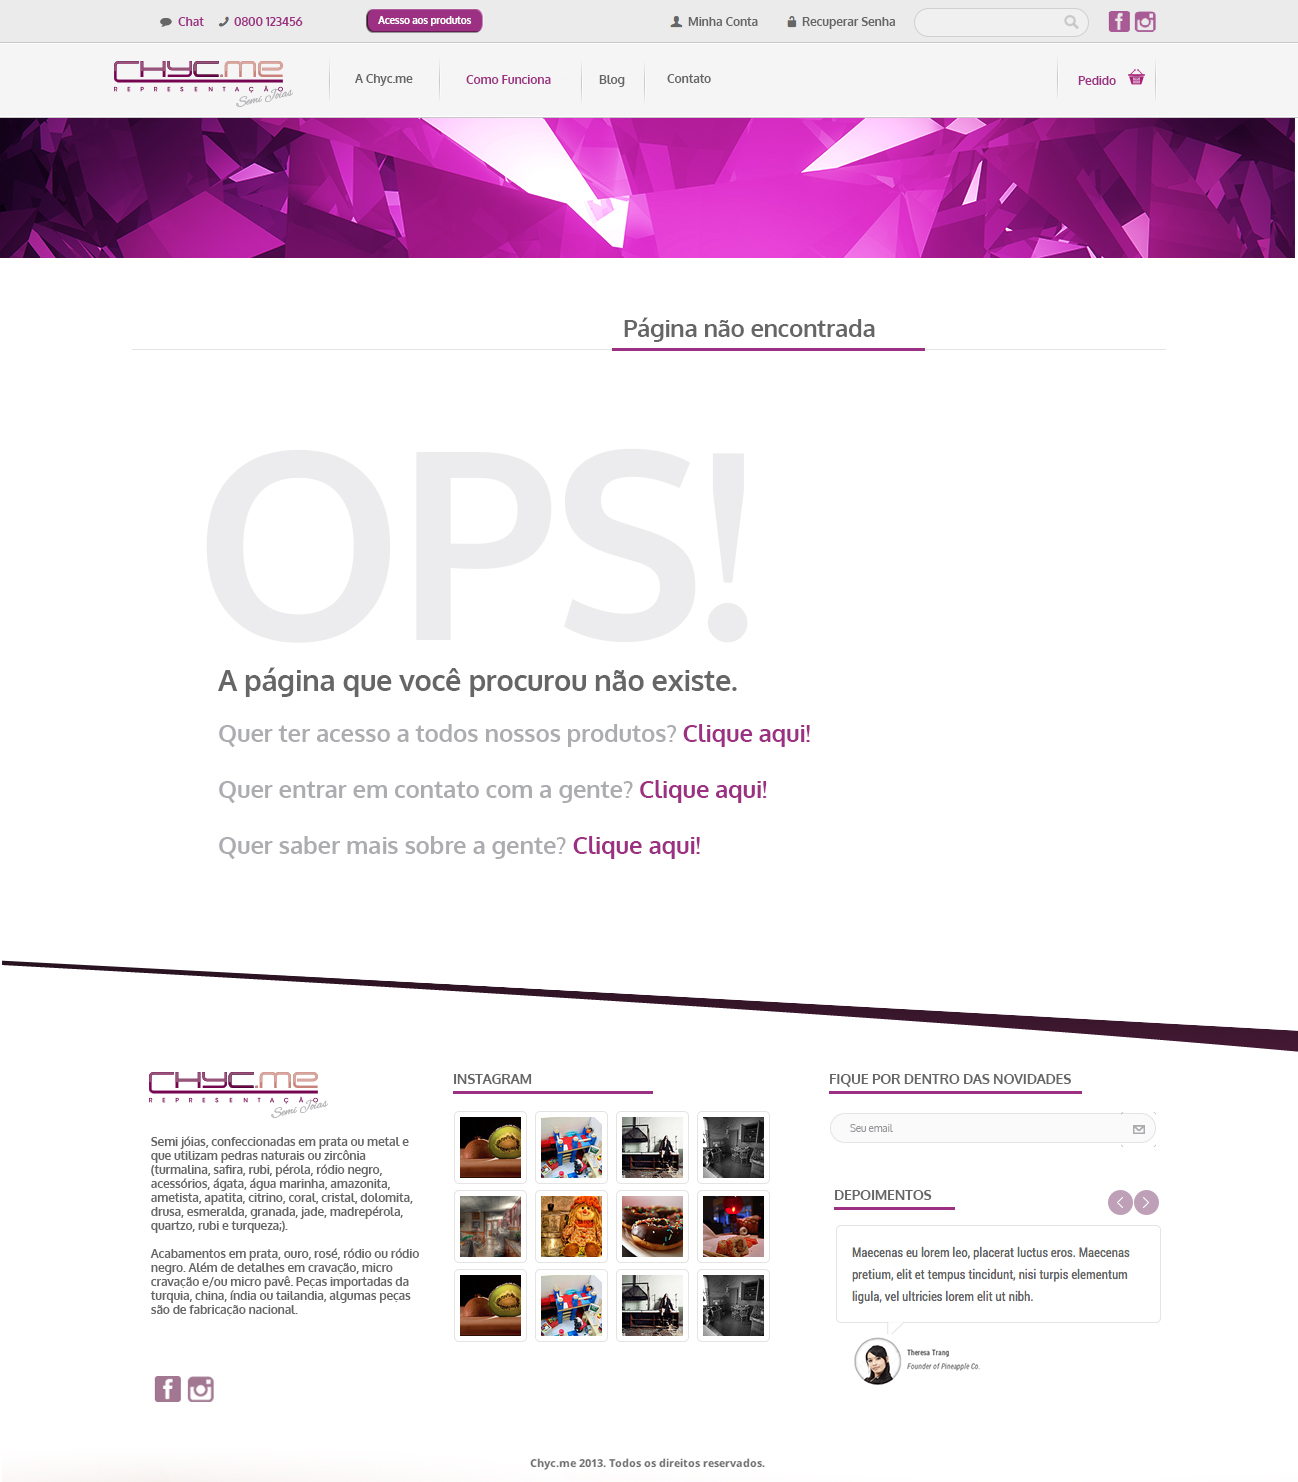 Chat 0800 123456 Acesso aos produtos Minha Conta Recuperar Senha
CHYC.ME
REPRESENTAÇÃO
Semi Joias
A Chyc.me Como Funciona Blog Contato Pedido
Página não encontrada
OPS!
A página que você procurou não existe.
Quer ter acesso a todos nossos produtos? Clique aqui!
Quer entrar em contato com a gente? Clique aqui!
Quer saber mais sobre a gente? Clique aqui!
CHYC.ME
REPRESENTAÇÃO
Semi Joias
Semi jóias, confeccionadas em prata ou metal e
que utilizam pedras naturais ou zircônia
(turmalina, safira, rubi, pérola, ródio negro,
acessórios, ágata, água marinha, amazonita,
ametista, apatita, citrino, coral, cristal, dolomita,
drusa, esmeralda, granada, jade, madrepérola,
quartzo, rubi e turqueza;).
Acabamentos em prata, ouro, rosé, ródio ou ródio
negro. Além de detalhes em cravação, micro
cravação e/ou micro pavê. Peças importadas da
turquia, china, índia ou tailandia, algumas peças
são de fabricação nacional.
INSTAGRAM
FIQUE POR DENTRO DAS NOVIDADES
Seu email
DEPOIMENTOS
Maecenas eu lorem leo, placerat luctus eros. Maecenas
pretium, elit et tempus tincidunt, nisi turpis elementum
ligula, vel ultricies lorem elit ut nibh.
Theresa Trang
Founder of Pineapple Co.
Chyc.me 2013. Todos os direitos reservados.